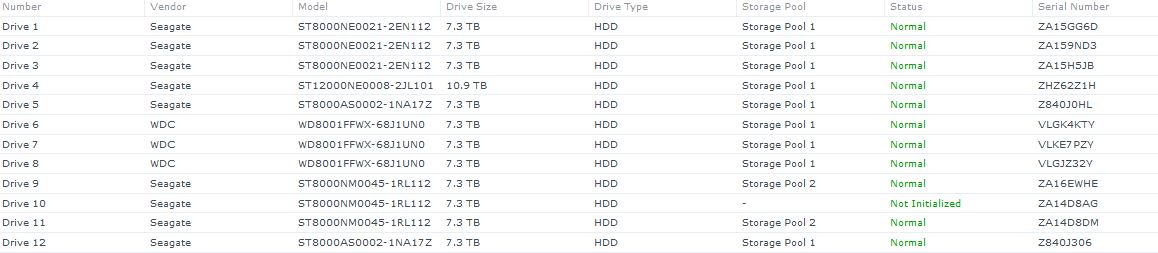 Number Vendor Model Drive Size Drive Type Storage Pool Status Serial Number
Drive 1 Seagate ST8000NE0021-2EN112 7.3 TB HDD Storage Pool 1 Normal ZA15GG6D
Drive 2 Seagate ST8000NE0021-2EN112 7.3 TB HDD Storage Pool 1 Normal ZA159ND3
Drive 3 Seagate ST8000NE0021-2EN112 7.3 TB HDD Storage Pool 1 Normal ZA15H5JB
Drive 4 Seagate ST12000NE0008-2JL101 10.9 TB HDD Storage Pool 1 Normal ZHZ62Z1H
Drive 5 Seagate ST8000AS0002-1NA17Z 7.3 TB HDD Storage Pool 1 Normal Z840J0HL
Drive 6 WDC WD8001FFWX-68J1UN0 7.3 TB HDD Storage Pool 1 Normal VLGK4KTY
Drive 7 WDC WD8001FFWX-68J1UN0 7.3 TB HDD Storage Pool 1 Normal VLKE7PZY
Drive 8 WDC WD8001FFWX-68J1UN0 7.3 TB HDD Storage Pool 1 Normal VLGJZ32Y
Drive 9 Seagate ST8000NM0045-1RL112 7.3 TB HDD Storage Pool 2 Normal ZA16EWHE
Drive 10 Seagate ST8000NM0045-1RL112 7.3 TB HDD - Not Initialized ZA14D8AG
Drive 11 Seagate ST8000NM0045-1RL112 7.3 TB HDD Storage Pool 2 Normal ZA14D8DM
Drive 12 Seagate ST8000AS0002-1NA17Z 7.3 TB HDD Storage Pool 1 Normal Z840J306